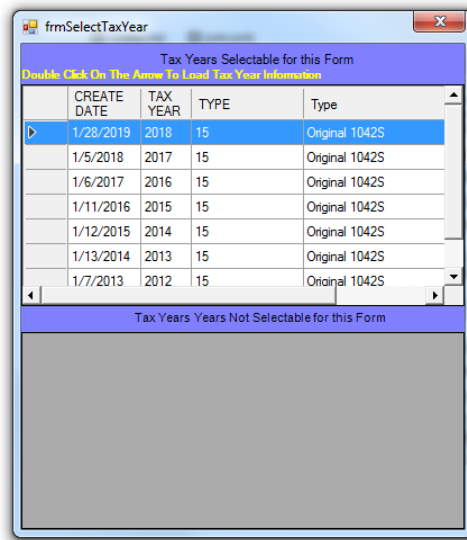 frmSelectTaxYear
Tax Years Selectable for this Form
Double Click On The Arrow To Load Tax Year Information
CREATE DATE TAX YEAR TYPE Type
1/28/2019 2018 15 Original 1042S
1/5/2018 2017 15 Original 1042S
1/6/2017 2016 15 Original 1042S
1/11/2016 2015 15 Original 1042S
1/12/2015 2014 15 Original 1042S
1/13/2014 2013 15 Original 1042S
1/7/2013 2012 15 Original 1042S
Tax Years Years Not Selectable for this Form